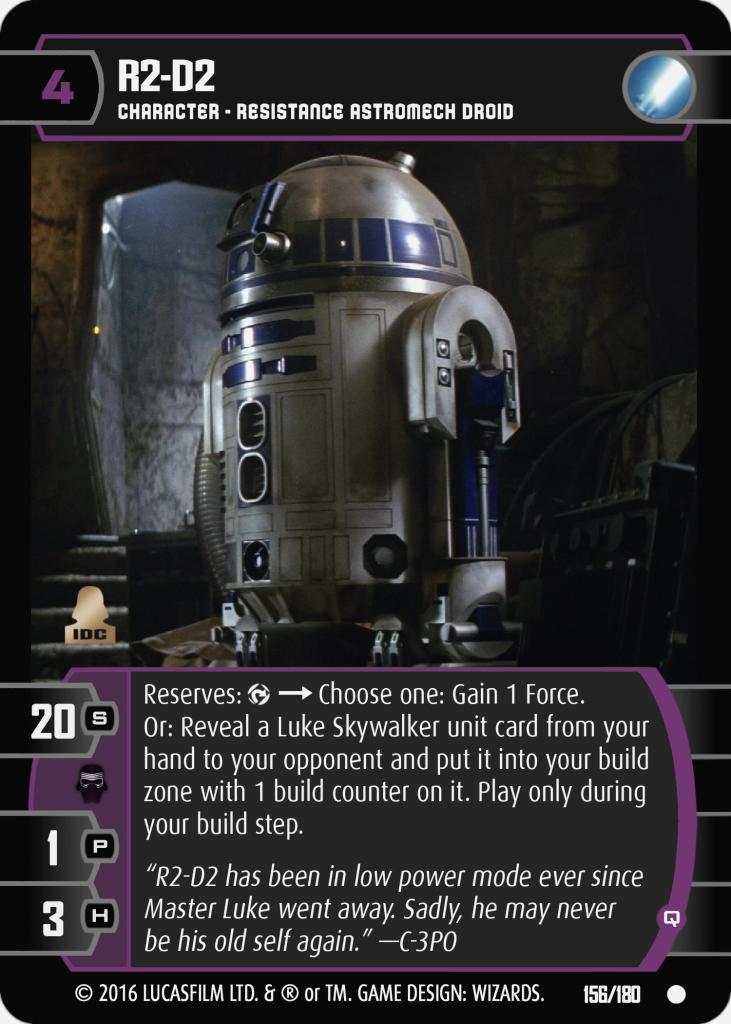 4
R2-D2
CHARACTER - RESISTANCE ASTROMECH DROID
IDC
Reserves: → Choose one: Gain 1 Force.
Or: Reveal a Luke Skywalker unit card from your
hand to your opponent and put it into your build
zone with 1 build counter on it. Play only during
your build step.
20 S
1 P
3 H
“R2-D2 has been in low power mode ever since
Master Luke went away. Sadly, he may never
be his old self again.” —C-3PO
Q
© 2016 LUCASFILM LTD. & ® or TM. GAME DESIGN: WIZARDS.
156/180